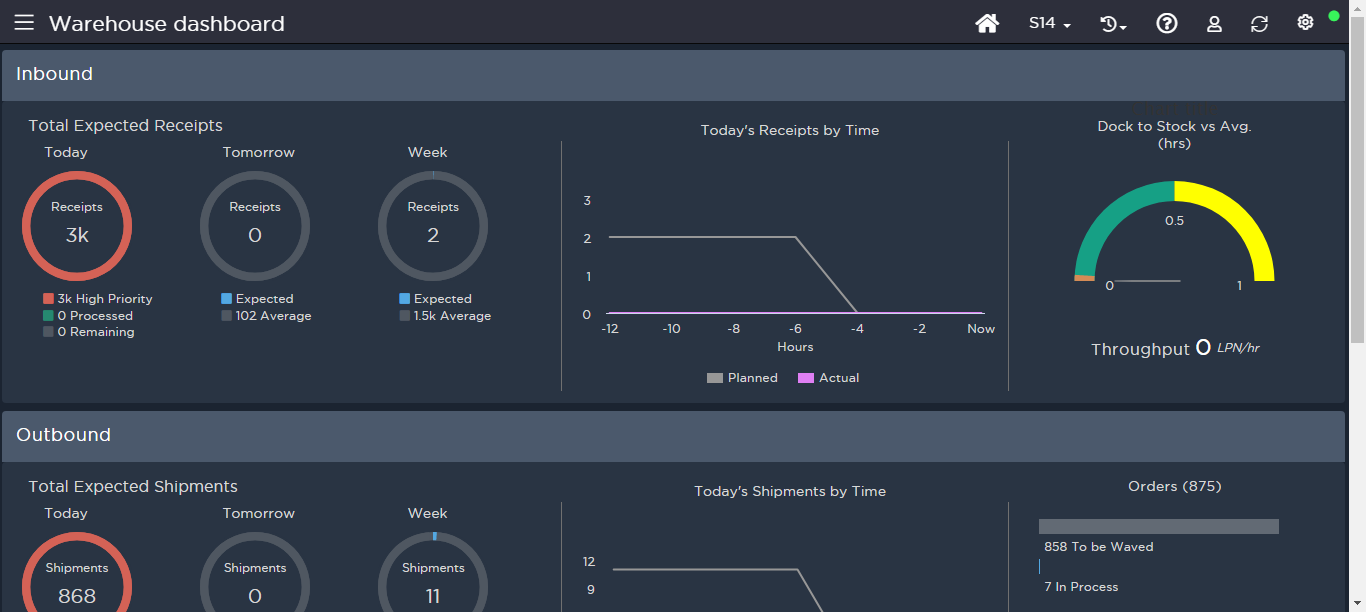 Warehouse dashboard
S14
Inbound
Total Expected Receipts
Today
Tomorrow
Week
Receipts
3k
Receipts
0
Receipts
2
3k High Priority
0 Processed
0 Remaining
Expected
102 Average
Expected
1.5k Average
Today's Receipts by Time
3
2
1
0
-12
-10
-8
-6
-4
-2
Now
Hours
Planned
Actual
Dock to Stock vs Avg.
(hrs)
0.5
0
1
Throughput 0 LPN/hr
Outbound
Total Expected Shipments
Today
Tomorrow
Week
Shipments
868
Shipments
0
Shipments
11
Today's Shipments by Time
12
9
Orders (875)
858 To be Waved
7 In Process